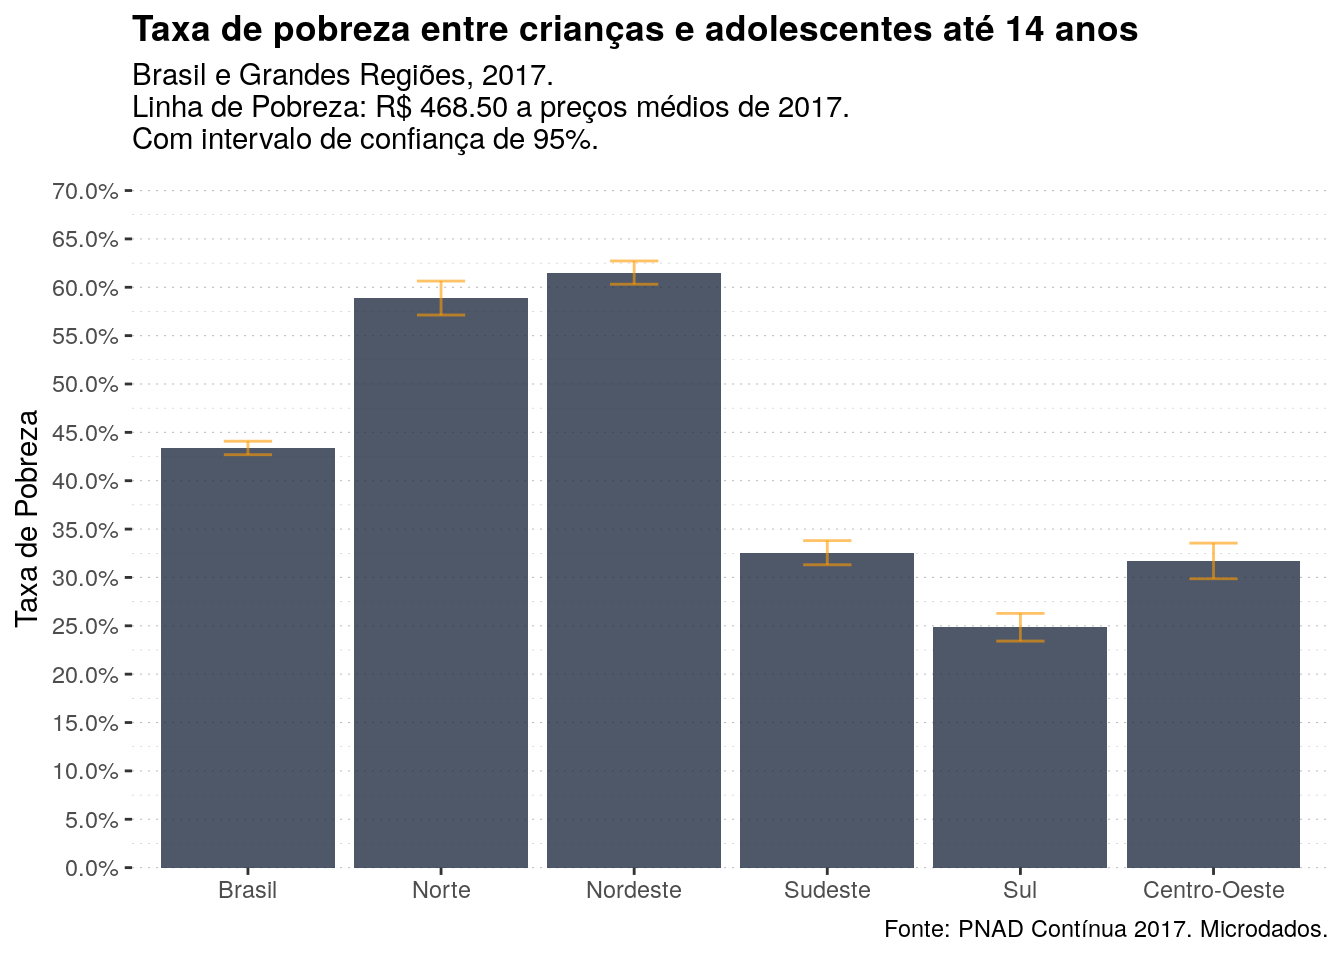 Taxa de pobreza entre crianças e adolescentes até 14 anos
Brasil e Grandes Regiões, 2017.
Linha de Pobreza: R$ 468.50 a preços médios de 2017.
Com intervalo de confiança de 95%.
Taxa de Pobreza
70.0%
65.0%
60.0%
55.0%
50.0%
45.0%
40.0%
35.0%
30.0%
25.0%
20.0%
15.0%
10.0%
5.0%
0.0%
Brasil Norte Nordeste Sudeste Sul Centro-Oeste
Fonte: PNAD Contínua 2017. Microdados.